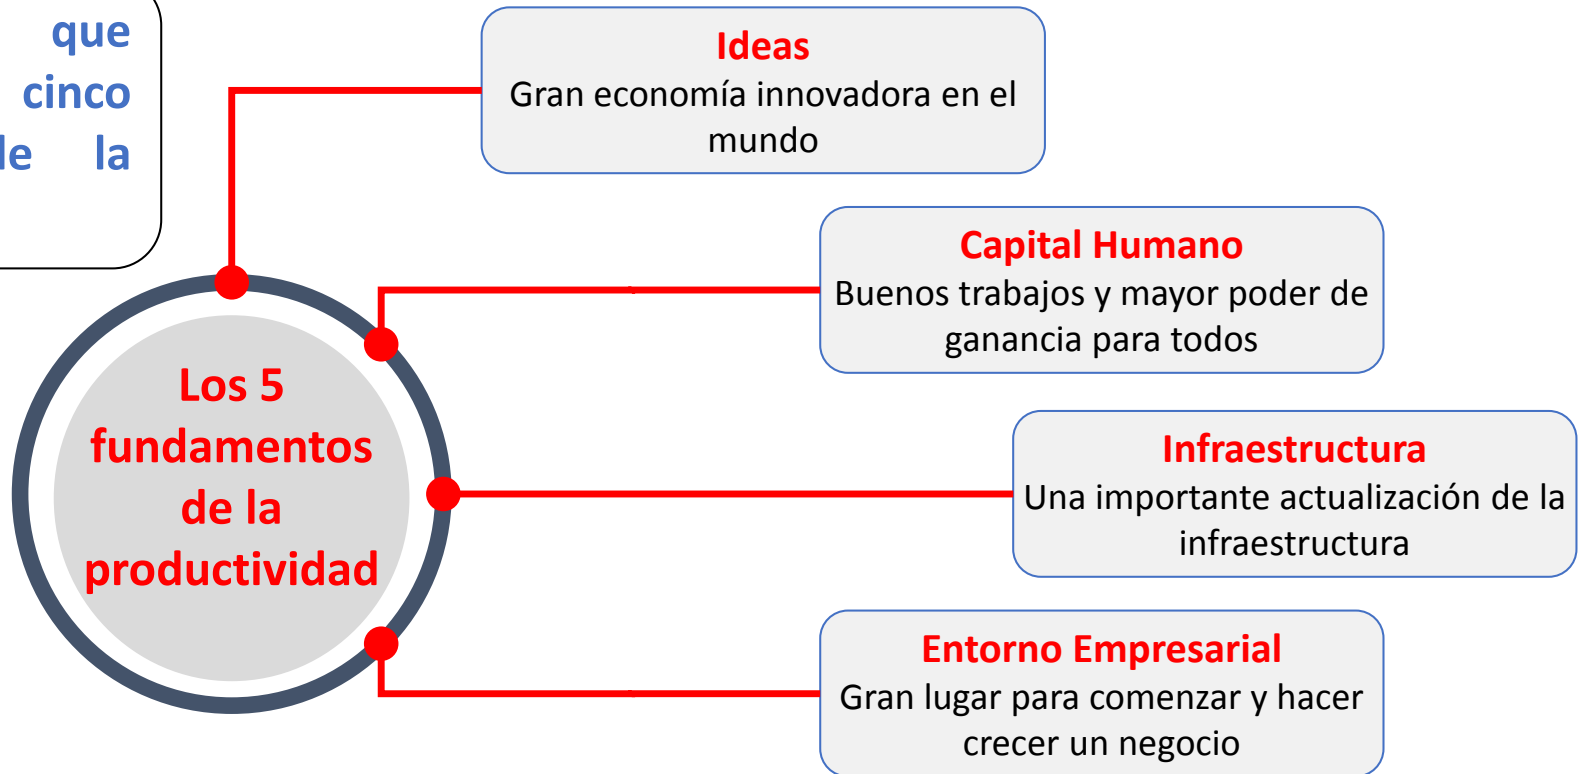 que
cinco
la
Ideas
Gran economía innovadora en el
mundo
Capital Humano
Buenos trabajos y mayor poder de
ganancia para todos
Los 5
fundamentos
de la
productividad
Infraestructura
Una importante actualización de la
infraestructura
Entorno Empresarial
Gran lugar para comenzar y hacer
crecer un negocio